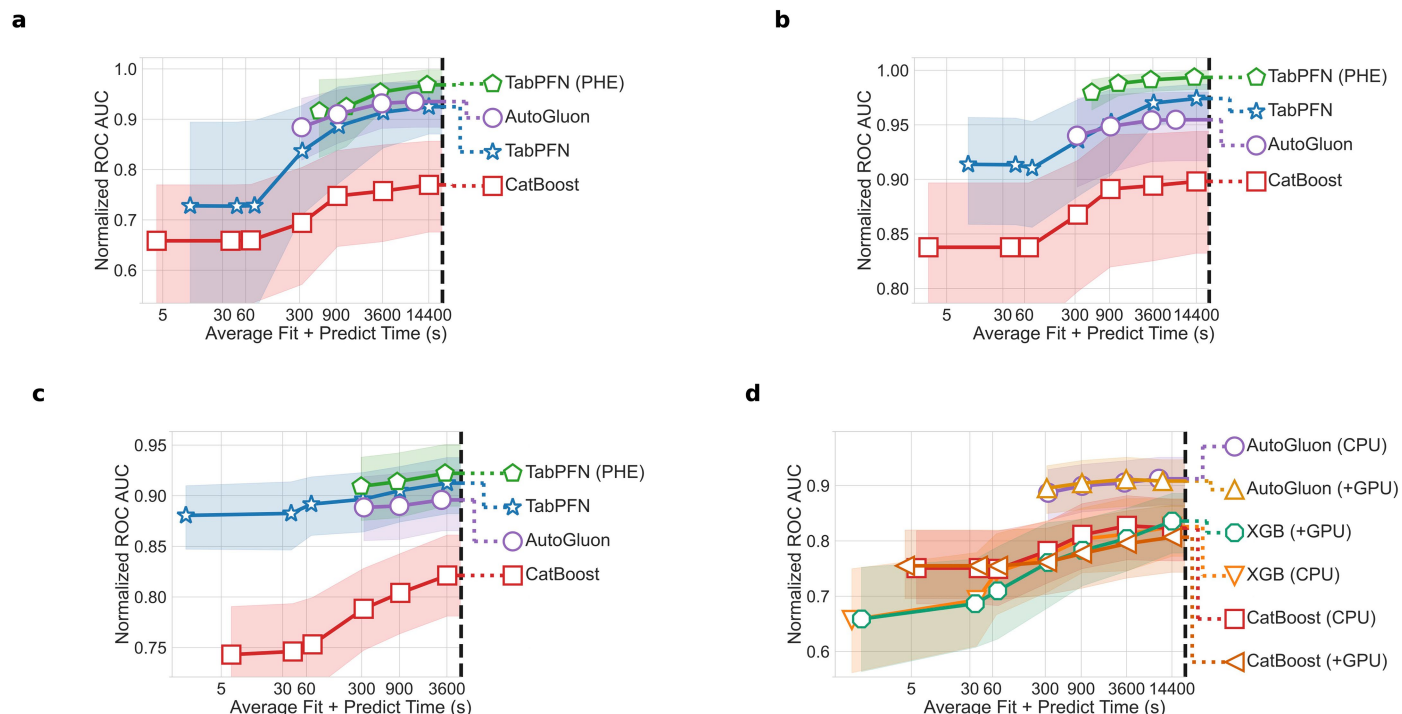 a
1.0
0.9
0.8
0.7
0.6
Normalized ROC AUC
5 30 60 300 900 3600 14400
Average Fit + Predict Time (s)
TabPFN (PHE)
AutoGluon
TabPFN
CatBoost
b
1.00
0.95
0.90
0.85
0.80
Normalized ROC AUC
5 30 60 300 900 3600 14400
Average Fit + Predict Time (s)
TabPFN (PHE)
TabPFN
AutoGluon
CatBoost
c
0.95
0.90
0.85
0.80
0.75
Normalized ROC AUC
5 30 60 300 900 3600
Average Fit + Predict Time (s)
TabPFN (PHE)
TabPFN
AutoGluon
CatBoost
d
0.9
0.8
0.7
0.6
Normalized ROC AUC
5 30 60 300 900 3600 14400
Average Fit + Predict Time (s)
AutoGluon (CPU)
AutoGluon (+GPU)
XGB (+GPU)
XGB (CPU)
CatBoost (CPU)
CatBoost (+GPU)